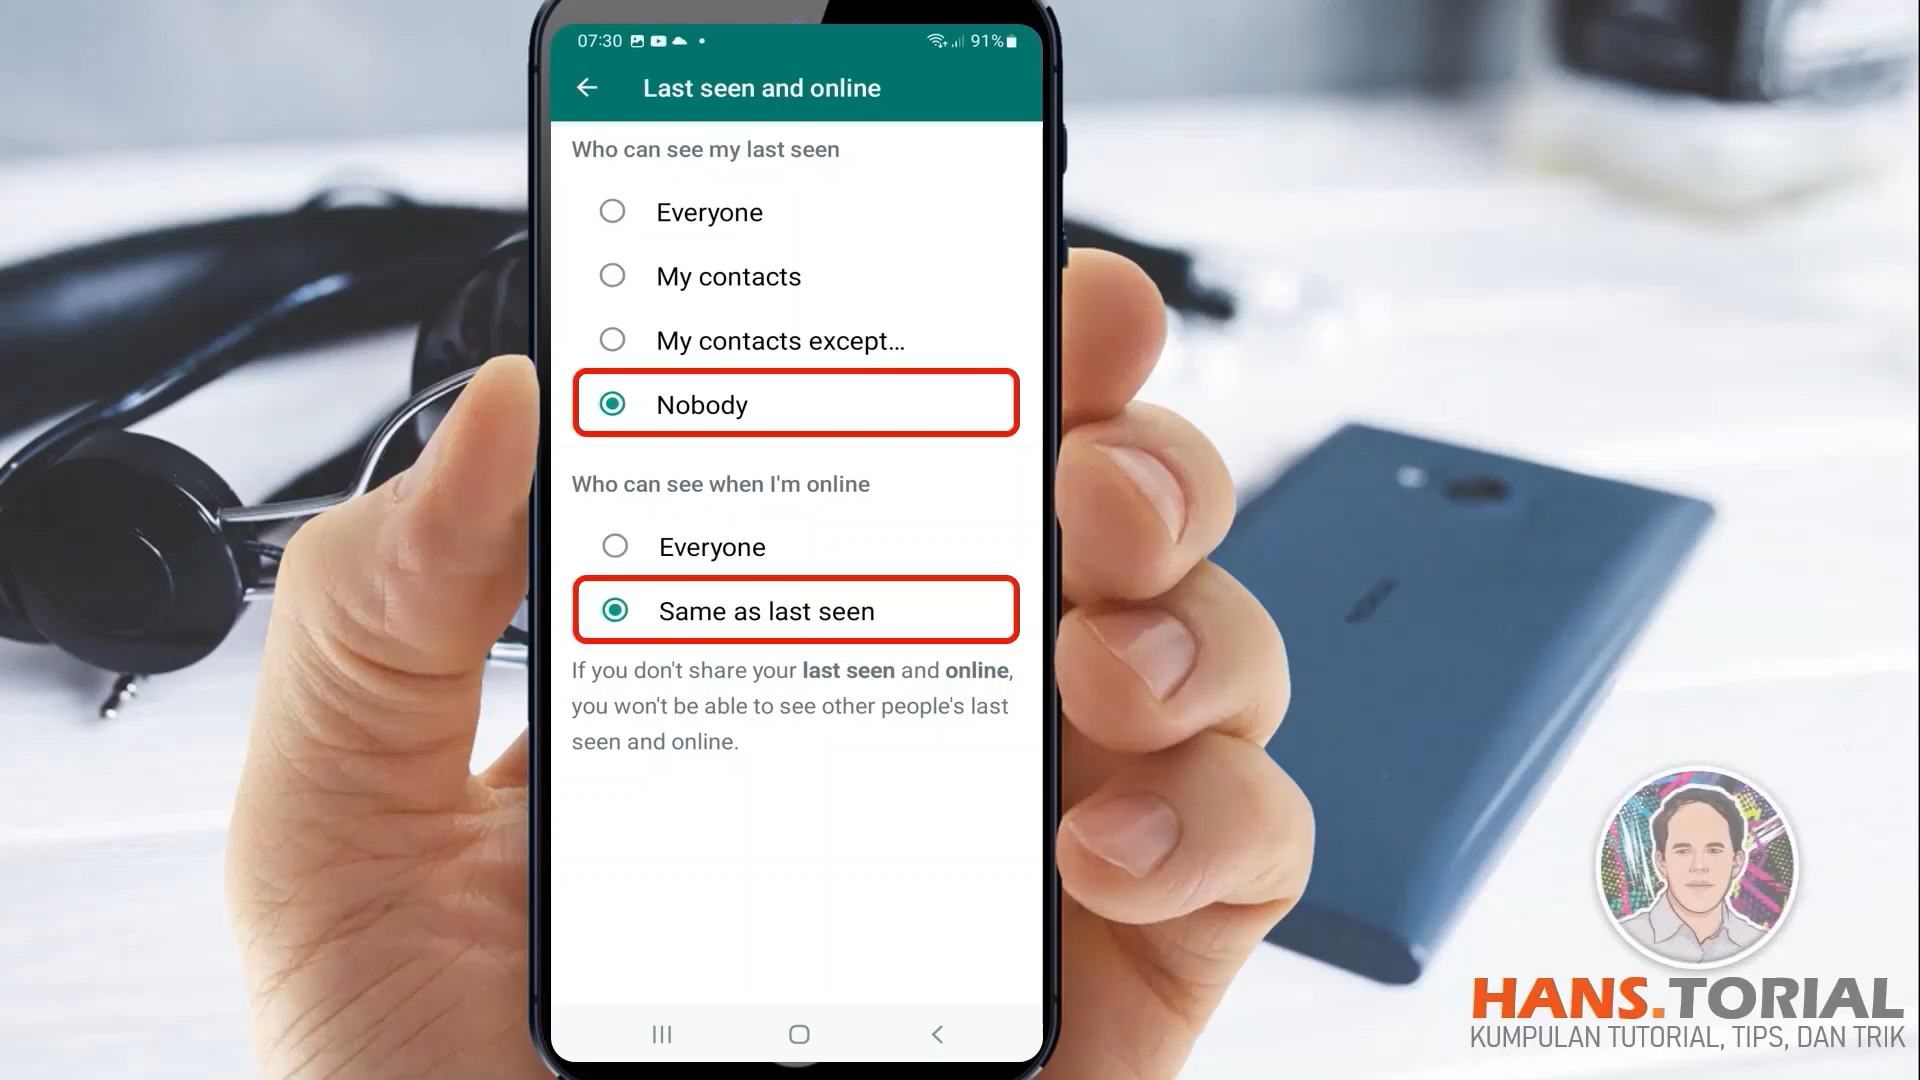 07:30
91%
Last seen and online
Who can see my last seen
Everyone
My contacts
My contacts except...
Nobody
Who can see when I'm online
Everyone
Same as last seen
If you don't share your last seen and online,
you won't be able to see other people's last
seen and online.
HANS.TORIAL
KUMPULAN TUTORIAL, TIPS, DAN TRIK